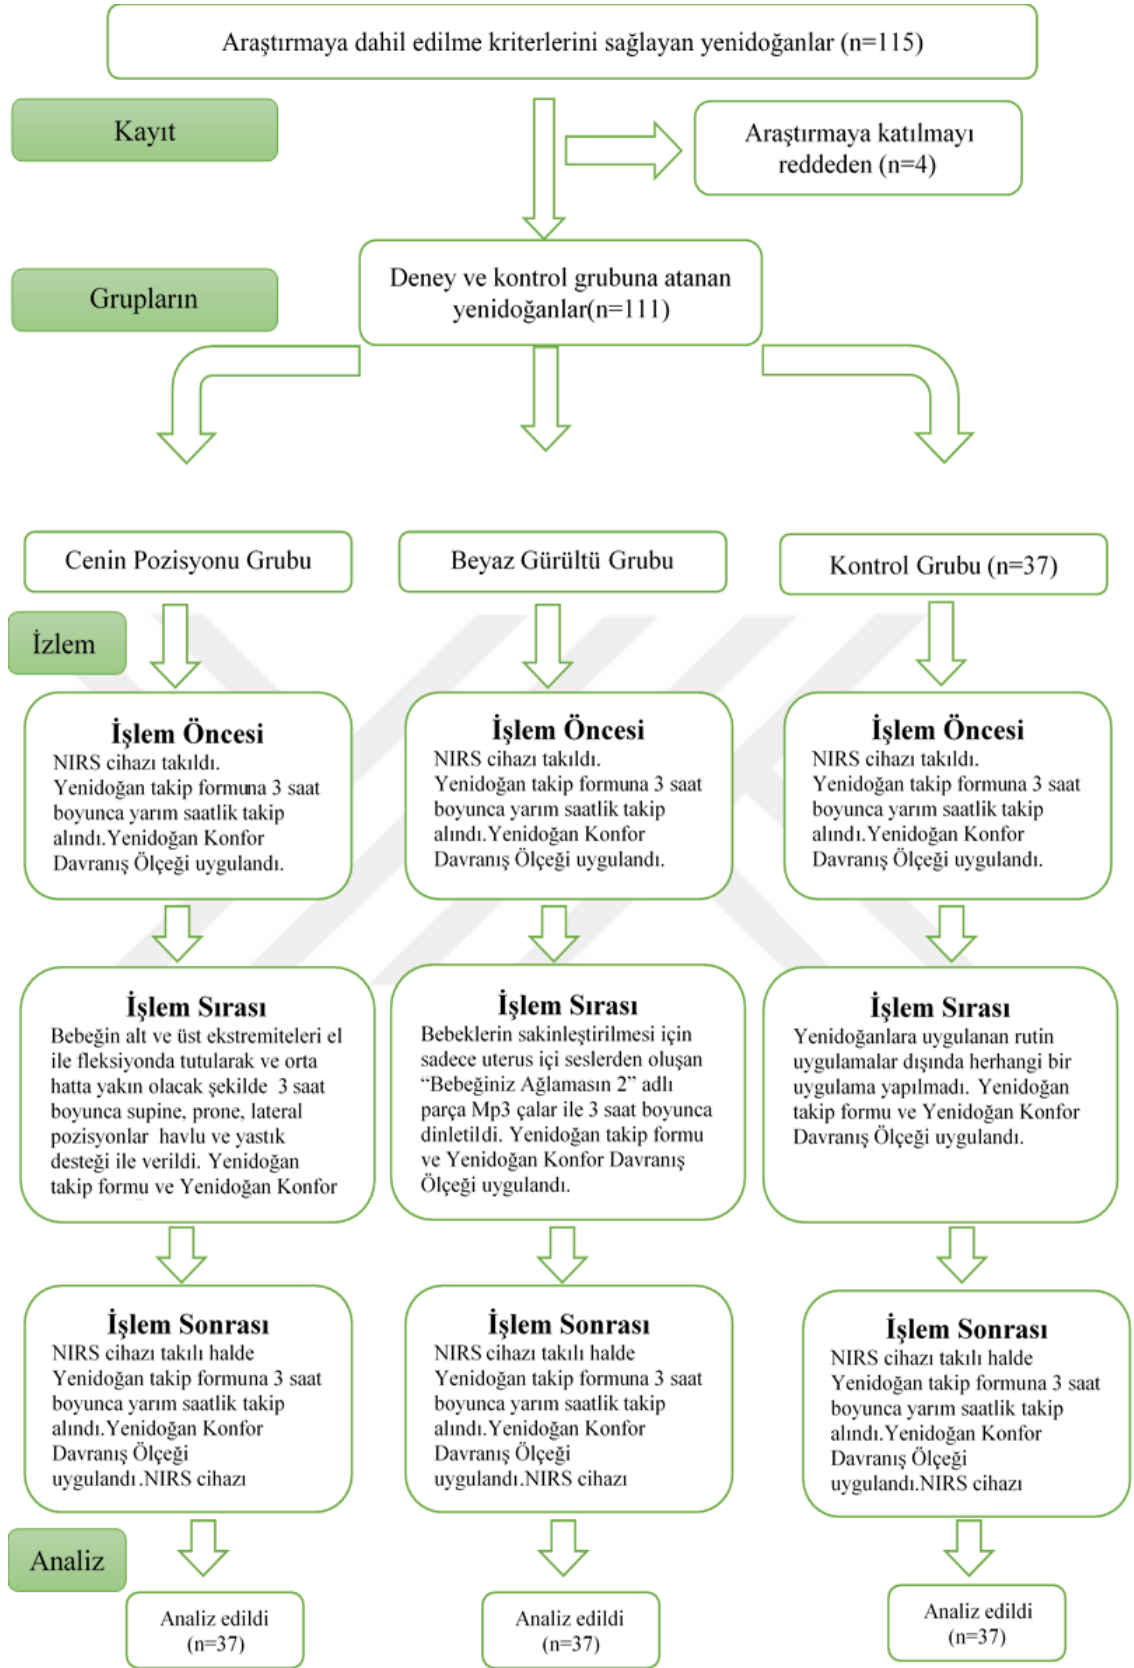 Araştırmaya dahil edilme kriterlerini sağlayan yenidoğanlar (n=115)
Kayıt
Araştırmaya katılmayı
reddeden (n=4)
Grupların
Deney ve kontrol grubuna atanan
yenidoğanlar(n=111)
Cenin Pozisyonu Grubu
Beyaz Gürültü Grubu
Kontrol Grubu (n=37)
İzlem
İşlem Öncesi
NIRS cihazı takıldı.
Yenidoğan takip formuna 3 saat
boyunca yarım saatlik takip
alındı.Yenidoğan Konfor
Davranış Ölçeği uygulandı.
İşlem Öncesi
NIRS cihazı takıldı.
Yenidoğan takip formuna 3 saat
boyunca yarım saatlik takip
alındı.Yenidoğan Konfor
Davranış Ölçeği uygulandı.
İşlem Öncesi
NIRS cihazı takıldı.
Yenidoğan takip formuna 3 saat
boyunca yarım saatlik takip
alındı.Yenidoğan Konfor
Davranış Ölçeği uygulandı.
İşlem Sırası
Bebeğin alt ve üst ekstremiteleri el
ile fleksiyonda tutularak ve orta
hatta yakın olacak şekilde 3 saat
boyunca supine, prone, lateral
pozisyonlar havlu ve yastık
desteği ile verildi. Yenidoğan
takip formu ve Yenidoğan Konfor
İşlem Sırası
Bebeklerin sakinleştirilmesi için
sadece uterus içi seslerden oluşan
“Bebeğiniz Ağlamasın 2” adlı
parça Mp3 çalar ile 3 saat boyunca
dinletildi. Yenidoğan takip formu
ve Yenidoğan Konfor Davranış
Ölçeği uygulandı.
İşlem Sırası
Yenidoğanlara uygulanan rutin
uygulamalar dışında herhangi bir
uygulama yapılmadı. Yenidoğan
takip formu ve Yenidoğan Konfor
Davranış Ölçeği uygulandı.
İşlem Sonrası
NIRS cihazı takılı halde
Yenidoğan takip formuna 3 saat
boyunca yarım saatlik takip
alındı.Yenidoğan Konfor
Davranış Ölçeği
uygulandı.NIRS cihazı
İşlem Sonrası
NIRS cihazı takılı halde
Yenidoğan takip formuna 3 saat
boyunca yarım saatlik takip
alındı.Yenidoğan Konfor
Davranış Ölçeği
uygulandı.NIRS cihazı
İşlem Sonrası
NIRS cihazı takılı halde
Yenidoğan takip formuna 3 saat
boyunca yarım saatlik takip
alındı.Yenidoğan Konfor
Davranış Ölçeği
uygulandı.NIRS cihazı
Analiz
Analiz edildi
(n=37)
Analiz edildi
(n=37)
Analiz edildi
(n=37)